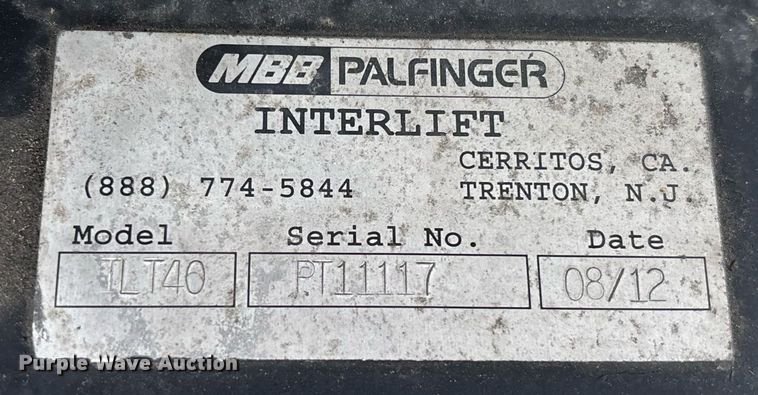 MBB PALFINGER
INTERLIFT
CERRITOS, CA.
(888) 774-5844 TRENTON, N.J.
Model Serial No. Date
TLT40 PT11117 08/12
Purple Wave Auction